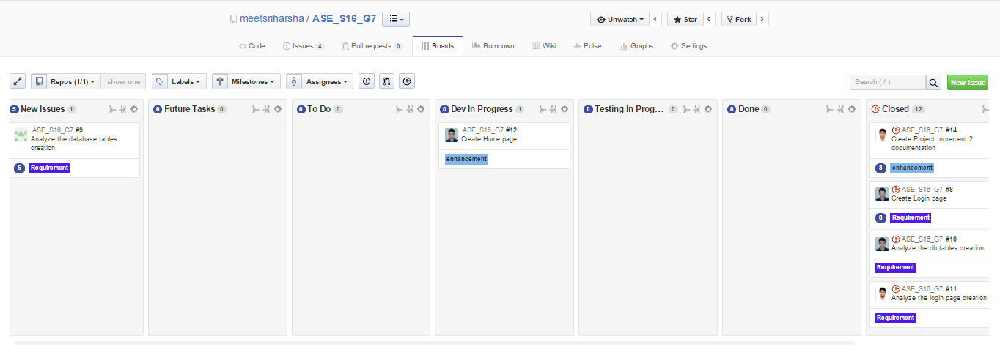 meetsriharsha / ASE_S16_G7
Unwatch 4 Star 0 Fork 3
Code Issues 4 Pull requests 0 Boards Burndown Wiki Pulse Graphs Settings
Repos (1/1) show one Labels Milestones Assignees Search ( / ) New issue
5 New Issues 1
ASE_S16_G7 #9
Analyze the database tables
creation
5 Requirement
0 Future Tasks 0
0 To Do 0
0 Dev In Progress 1
ASE_S16_G7 #12
Create Home page
enhancement
0 Testing In Prog... 0
0 Done 0
Closed 12
ASE_S16_G7 #14
Create Project Increment 2
documentation
3 enhancement
ASE_S16_G7 #8
Create Login page
8 Requirement
ASE_S16_G7 #10
Analyze the db tables creation
Requirement
ASE_S16_G7 #11
Analyze the login page creation
Requirement